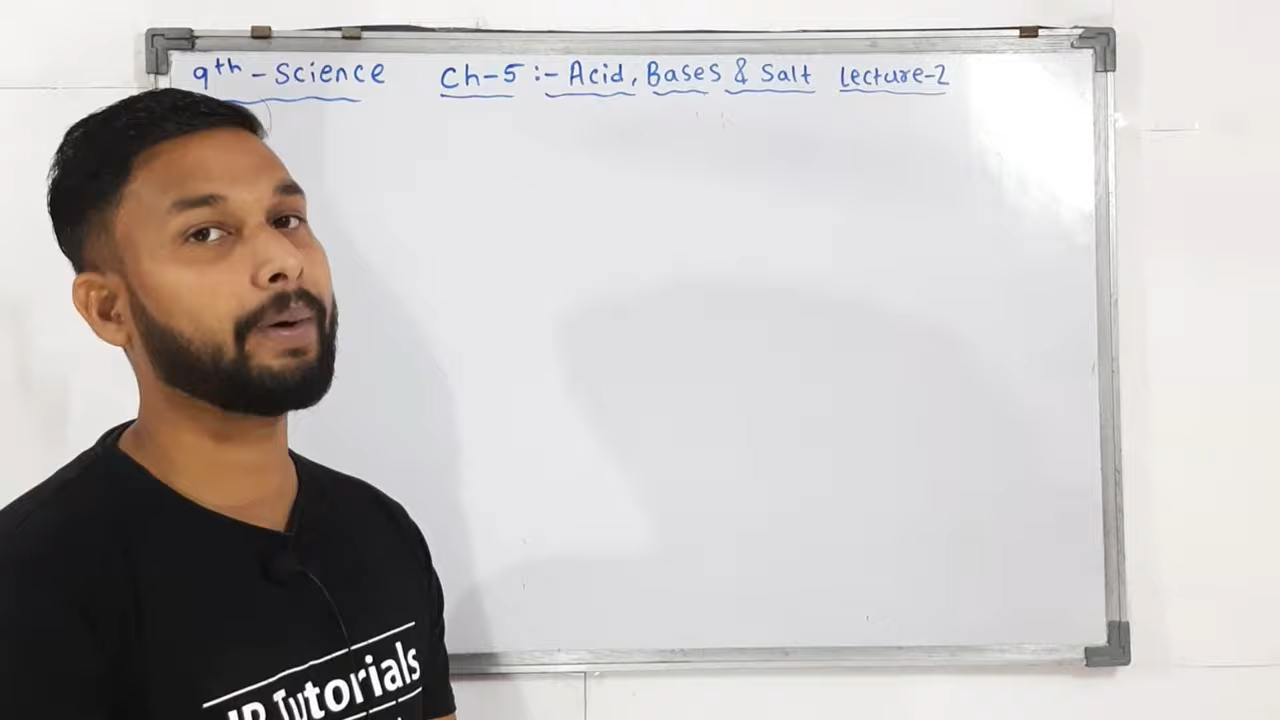 9th - Science Ch-5 :- Acid, Bases & Salt Lecture-2
Tutorials